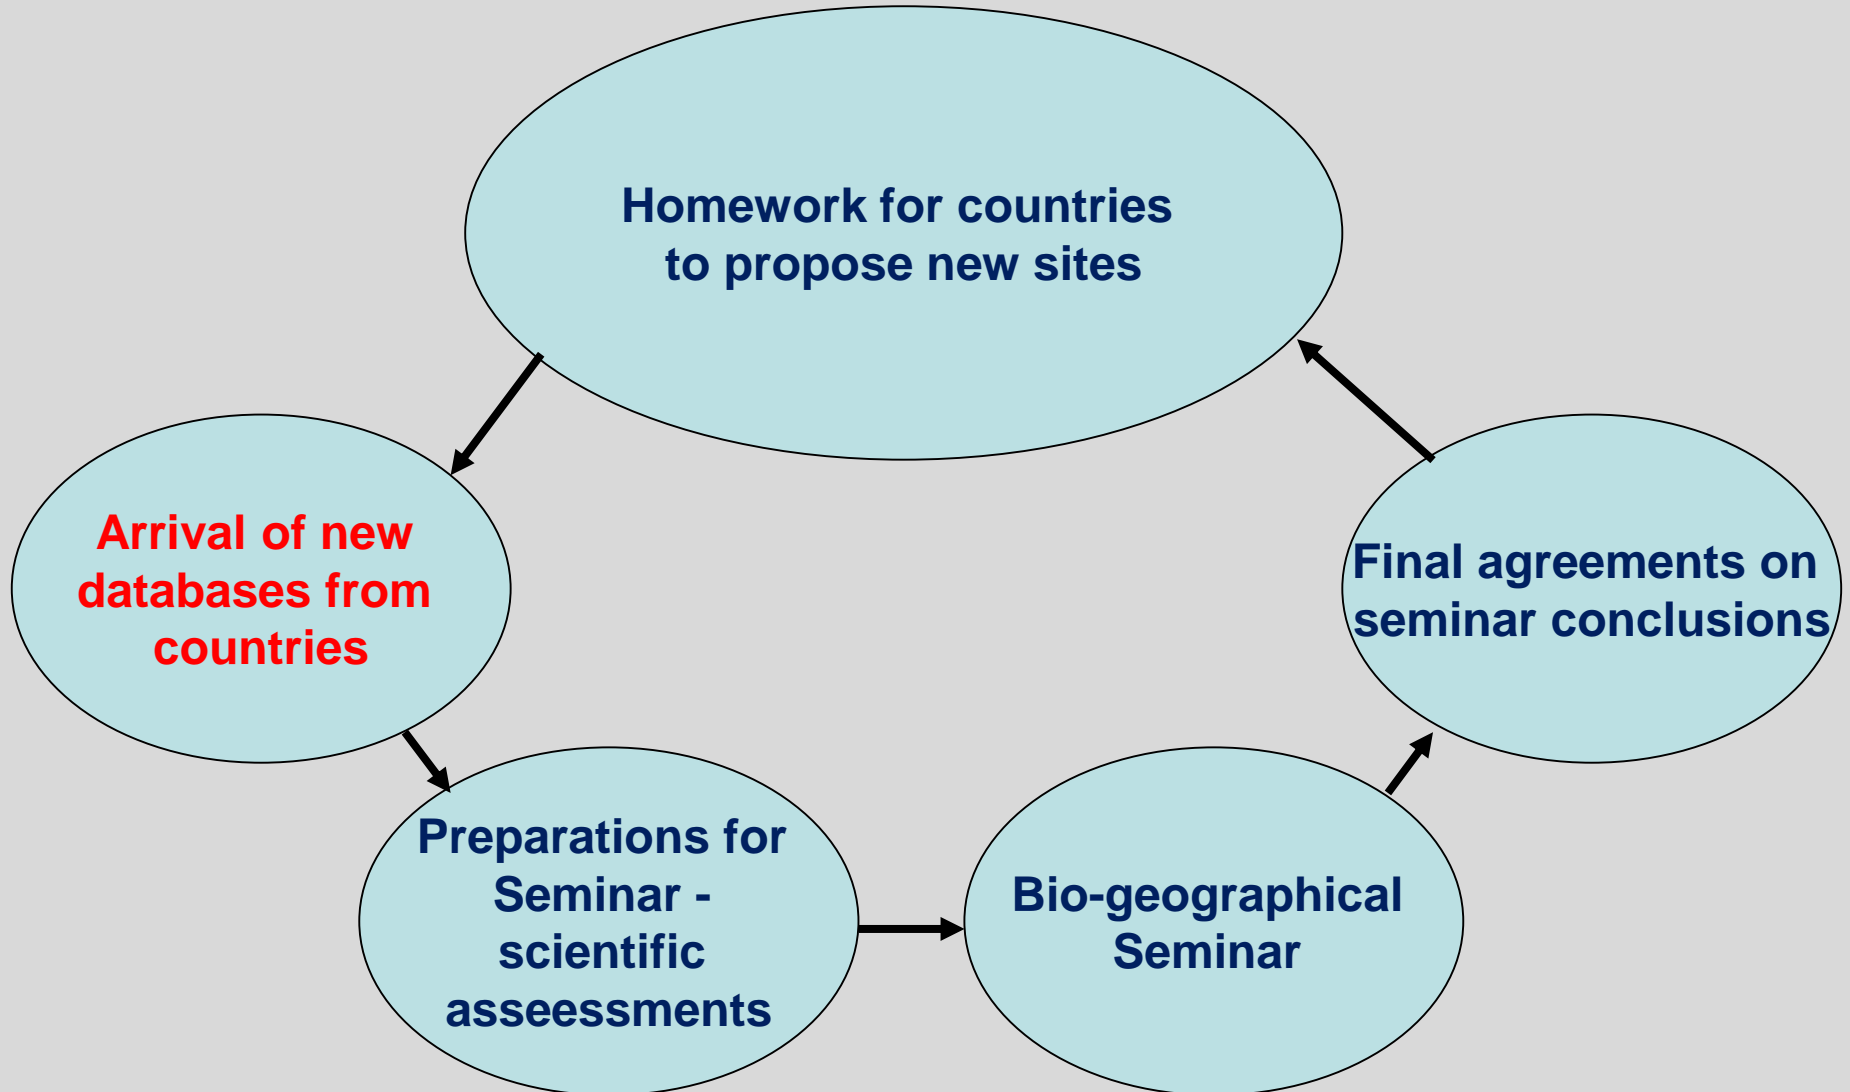 Homework for countries
to propose new sites
Arrival of new
databases from
countries
Final agreements on
seminar conclusions
Preparations for
Seminar -
scientific
asseessments
Bio-geographical
Seminar